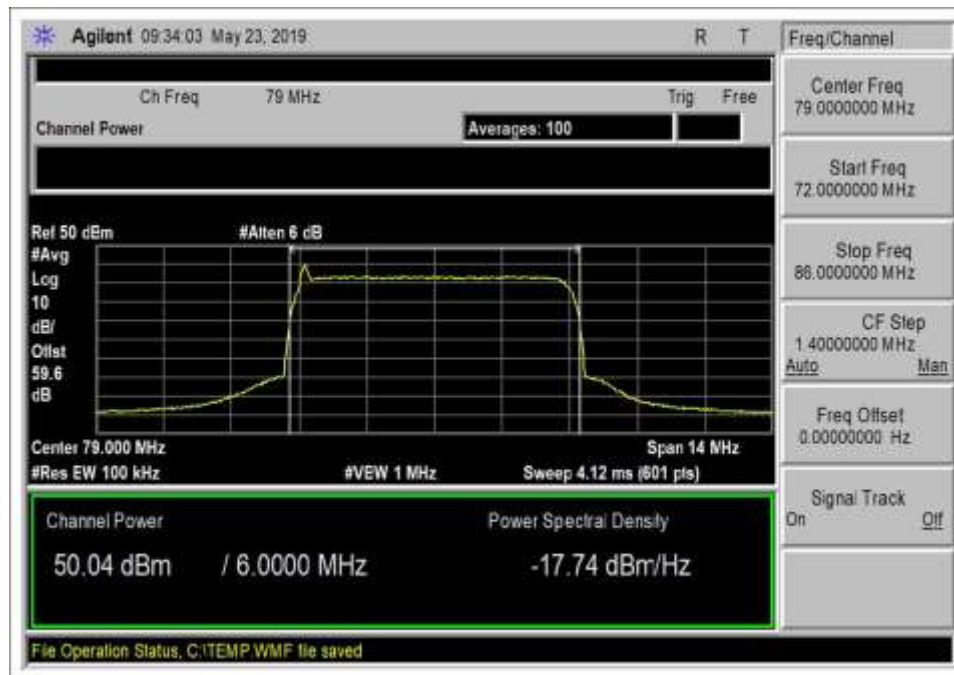 Agilent 09:34:03 May 23, 2019 R T
Ch Freq 79 MHz Trig Free
Channel Power Averages: 100
Ref 50 dBm #Atten 6 dB
#Avg
Log
10
dB/
Offst
59.6
dB
Center 79.000 MHz Span 14 MHz
#Res BW 100 kHz #VBW 1 MHz Sweep 4.12 ms (601 pts)
Channel Power Power Spectral Density
50.04 dBm / 6.0000 MHz -17.74 dBm/Hz
File Operation Status, C:\TEMP.WMF file saved
Freq/Channel
Center Freq
79.0000000 MHz
Start Freq
72.0000000 MHz
Stop Freq
86.0000000 MHz
CF Step
1.40000000 MHz
Auto Man
Freq Offset
0.00000000 Hz
Signal Track
On Off